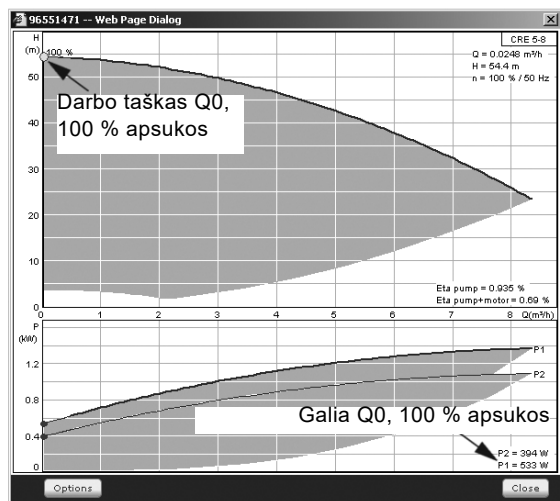 96551471 -- Web Page Dialog
H
(m)
100 %
CRE 5-8
Q = 0.0248 m³/h
H = 54.4 m
n = 100 % / 50 Hz
Darbo taškas Q0,
100 % apsukos
50
40
30
20
10
0
Eta pump = 0.935 %
Eta pump+motor = 0.69 %
0 1 2 3 4 5 6 7 8 Q(m³/h)
P
(kW)
1.2
0.8
0.4
0
P1
P2
Galia Q0, 100 % apsukos
P2 = 394 W
P1 = 533 W
Options
Close